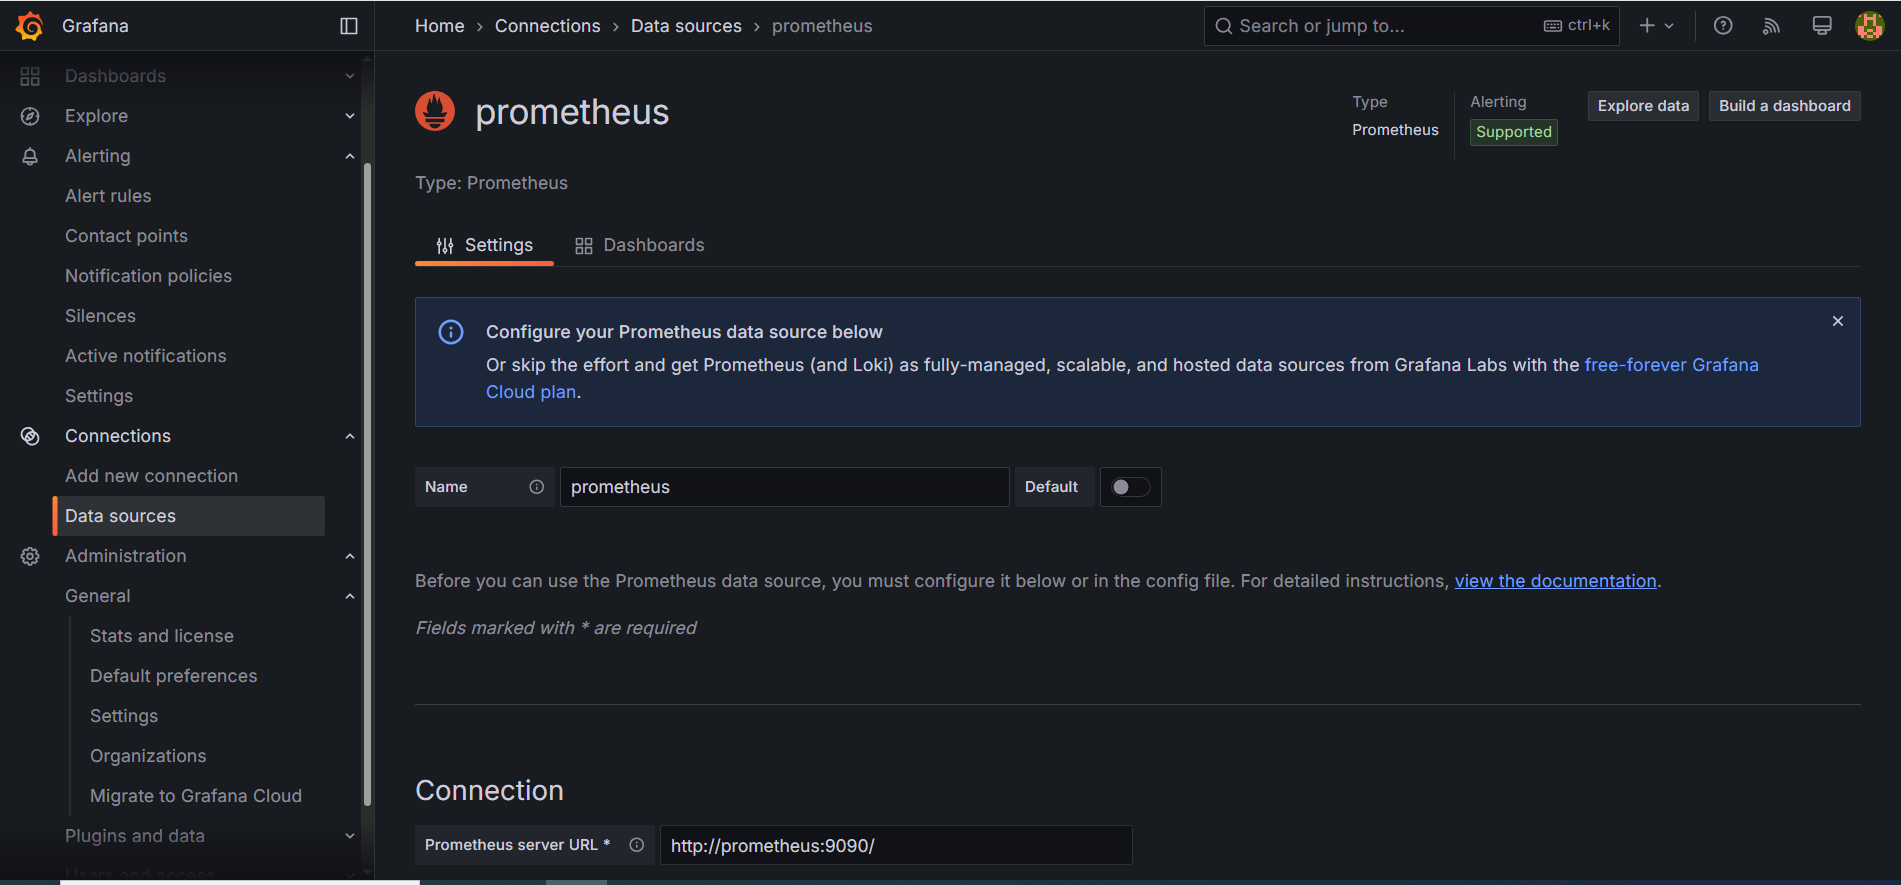 Grafana
Home › Connections › Data sources › prometheus
Search or jump to...
ctrl+k
Dashboards
Explore
Alerting
Alert rules
Contact points
Notification policies
Silences
Active notifications
Settings
Connections
Add new connection
Data sources
Administration
General
Stats and license
Default preferences
Settings
Organizations
Migrate to Grafana Cloud
Plugins and data
Users and access
prometheus
Type
Prometheus
Alerting
Supported
Explore data
Build a dashboard
Type: Prometheus
Settings
Dashboards
Configure your Prometheus data source below
Or skip the effort and get Prometheus (and Loki) as fully-managed, scalable, and hosted data sources from Grafana Labs with the free-forever Grafana
Cloud plan.
Name
prometheus
Default
Before you can use the Prometheus data source, you must configure it below or in the config file. For detailed instructions, view the documentation.
Fields marked with * are required
Connection
Prometheus server URL *
http://prometheus:9090/